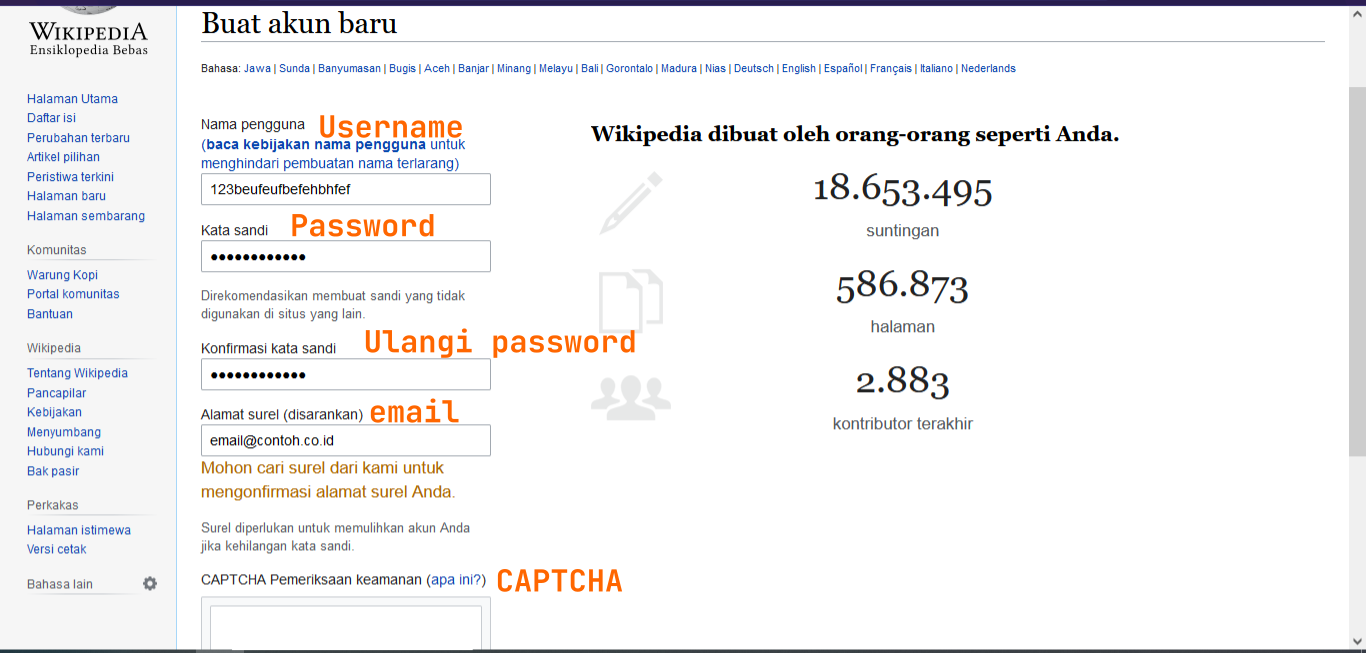 WIKIPEDIA
Ensiklopedia Bebas
Halaman Utama
Daftar isi
Perubahan terbaru
Artikel pilihan
Peristiwa terkini
Halaman baru
Halaman sembarang
Komunitas
Warung Kopi
Portal komunitas
Bantuan
Wikipedia
Tentang Wikipedia
Pancapilar
Kebijakan
Menyumbang
Hubungi kami
Bak pasir
Perkakas
Halaman istimewa
Versi cetak
Bahasa lain
Buat akun baru
Bahasa: Jawa | Sunda | Banyumasan | Bugis | Aceh | Banjar | Minang | Melayu | Bali | Gorontalo | Madura | Nias | Deutsch | English | Español | Français | Italiano | Nederlands
Nama pengguna Username
(baca kebijakan nama pengguna untuk
menghindari pembuatan nama terlarang)
123beufeufbefehbhfef
Kata sandi Password
••••••••••••
Direkomendasikan membuat sandi yang tidak
digunakan di situs yang lain.
Konfirmasi kata sandi Ulangi password
••••••••••••
Alamat surel (disarankan) email
email@contoh.co.id
Mohon cari surel dari kami untuk
mengonfirmasi alamat surel Anda.
Surel diperlukan untuk memulihkan akun Anda
jika kehilangan kata sandi.
CAPTCHA Pemeriksaan keamanan (apa ini?) CAPTCHA
Wikipedia dibuat oleh orang-orang seperti Anda.
18.653.495
suntingan
586.873
halaman
2.883
kontributor terakhir